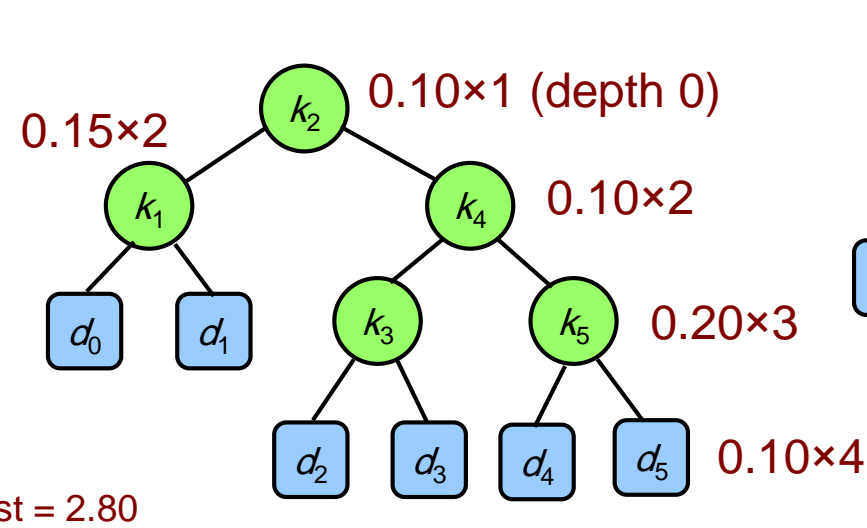 k2 0.10×1 (depth 0)
0.15×2
k1 k4 0.10×2
k3 k5 0.20×3
d0 d1
d2 d3 d4 d5 0.10×4
st = 2.80